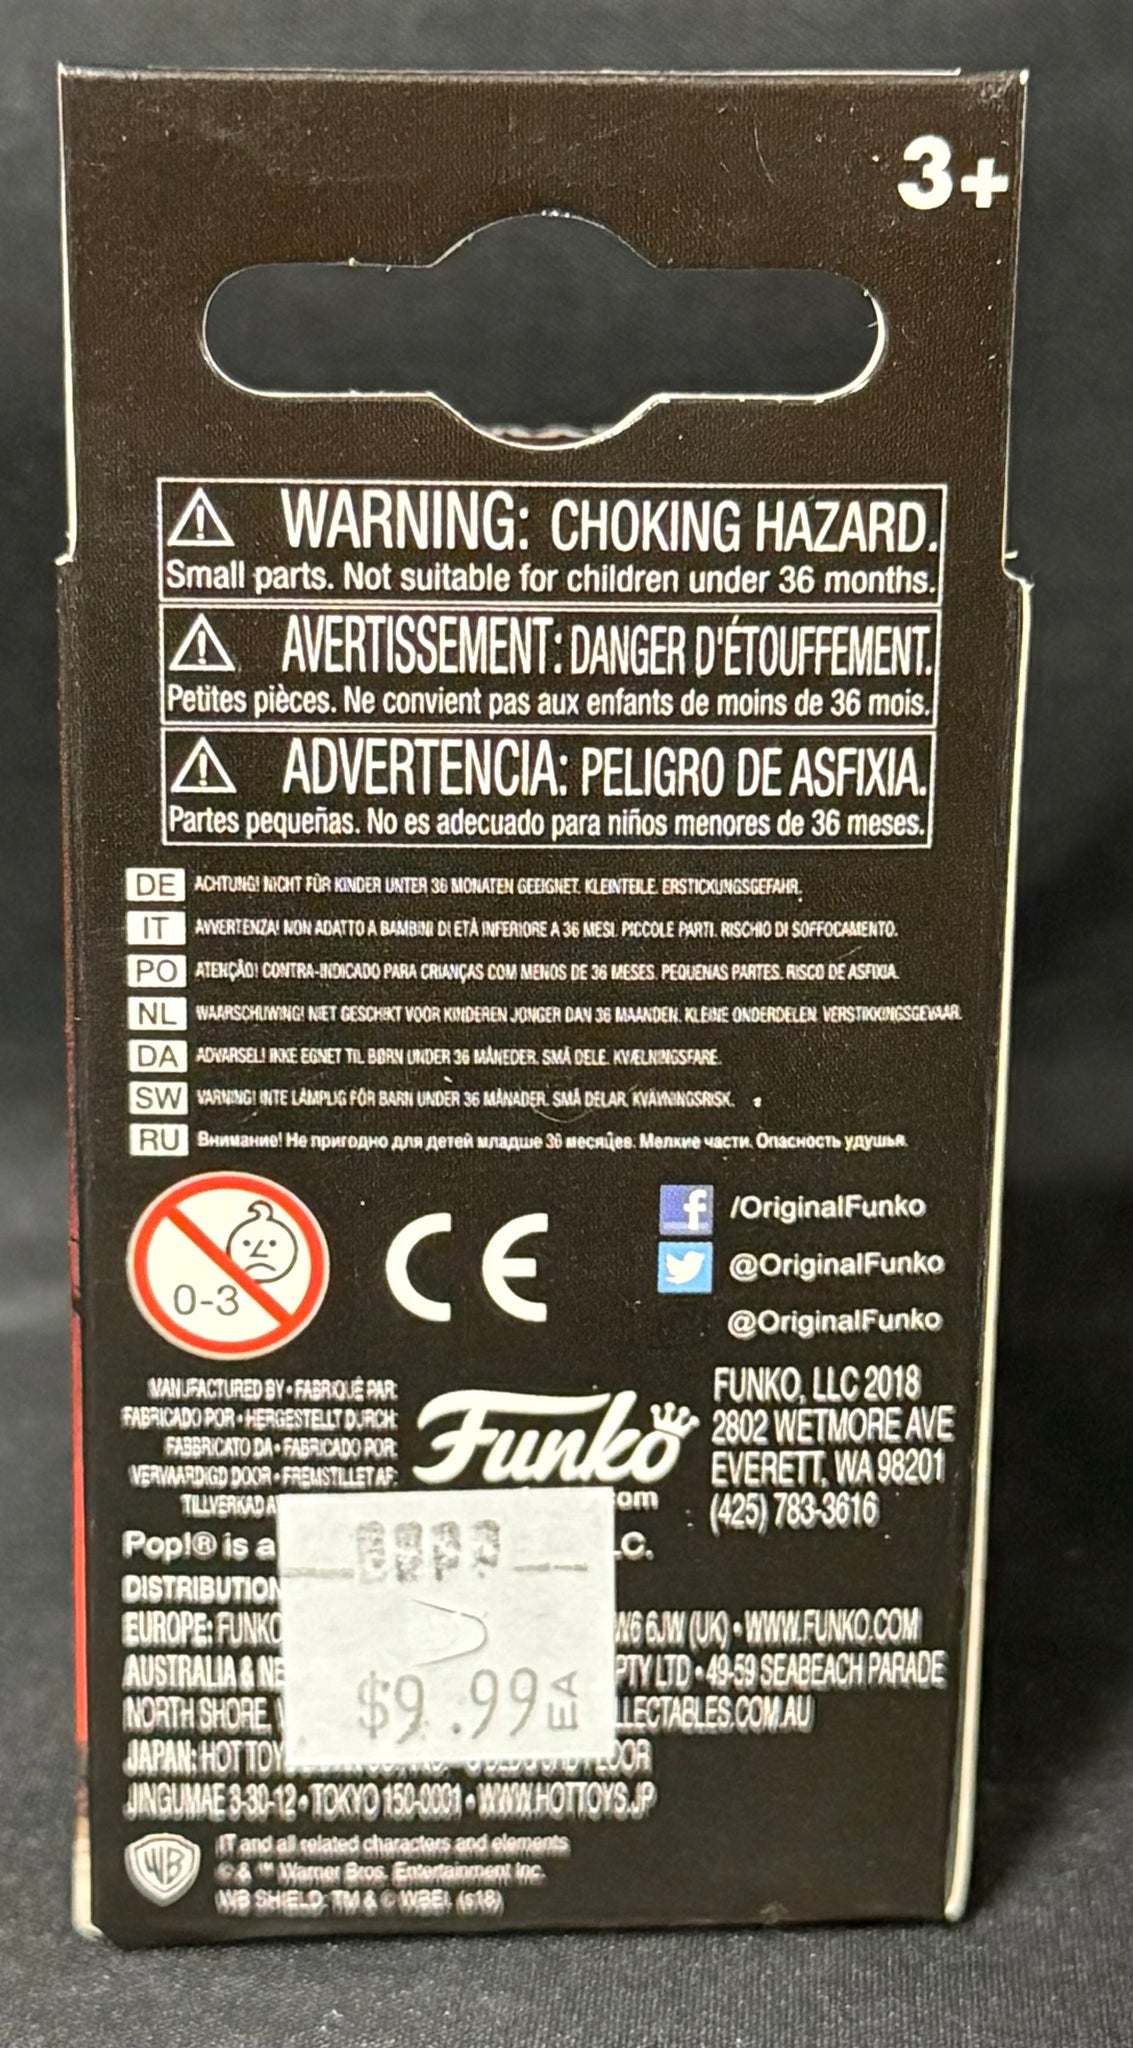 3+
WARNING: CHOKING HAZARD.
Small parts. Not suitable for children under 36 months.
AVERTISSEMENT: DANGER D'ÉTOUFFEMENT.
Petites pièces. Ne convient pas aux enfants de moins de 36 mois.
ADVERTENCIA: PELIGRO DE ASFIXIA.
Partes pequeñas. No es adecuado para niños menores de 36 meses.
DE ACHTUNG! NICHT FÜR KINDER UNTER 36 MONATEN GEEIGNET. KLEINTEILE. ERSTICKUNGSGEFAHR.
IT AVVERTENZA! NON ADATTO A BAMBINI DI ETÀ INFERIORE A 36 MESI. PICCOLE PARTI. RISCHIO DI SOFFOCAMENTO.
PO ATENÇÃO! CONTRA-INDICADO PARA CRIANÇAS COM MENOS DE 36 MESES. PEQUENAS PARTES. RISCO DE ASFIXIA.
NL WAARSCHUWING! NIET GESCHIKT VOOR KINDEREN JONGER DAN 36 MAANDEN. KLEINE ONDERDELEN. VERSTIKKINGSGEVAAR.
DA ADVARSEL! IKKE EGNET TIL BØRN UNDER 36 MÅNEDER. SMÅ DELE. KVÆLNINGSFARE.
SW VARNING! INTE LÄMPLIG FÖR BARN UNDER 36 MÅNADER. SMÅ DELAR. KVÄVNINGSRISK.
RU Внимание! Не пригодно для детей младше 36 месяцев. Мелкие части. Опасность удушья.
0-3
CE
/OriginalFunko
@OriginalFunko
@OriginalFunko
MANUFACTURED BY • FABRIQUÉ PAR:
FABRICADO POR • HERGESTELLT DURCH:
FABBRICATO DA • FABRICADO POR:
VERVAARDIGD DOOR • FREMSTILLET AF:
TILLVERKAD A
Funko
.com
FUNKO, LLC 2018
2802 WETMORE AVE
EVERETT, WA 98201
(425) 783-3616
Pop!® is a LC.
DISTRIBUTION
EUROPE: FUNKO W6 6JW (UK) • WWW.FUNKO.COM
AUSTRALIA & NE PTY LTD • 49-59 SEABEACH PARADE
NORTH SHORE, LLECTABLES.COM.AU
JAPAN: HOT TOY FLOOR
JINGUMAE 3-30-12 • TOKYO 150-0001 • WWW.HOTTOYS.JP
$9.99 EA
WB
IT and all related characters and elements
© & ™ Warner Bros. Entertainment Inc.
WB SHIELD: TM & © WBEI. (s18)